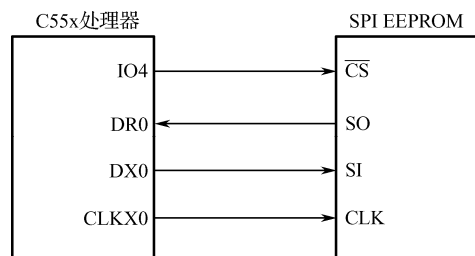 C55x处理器 SPI EEPROM
IO4 CS
DR0 SO
DX0 SI
CLKX0 CLK